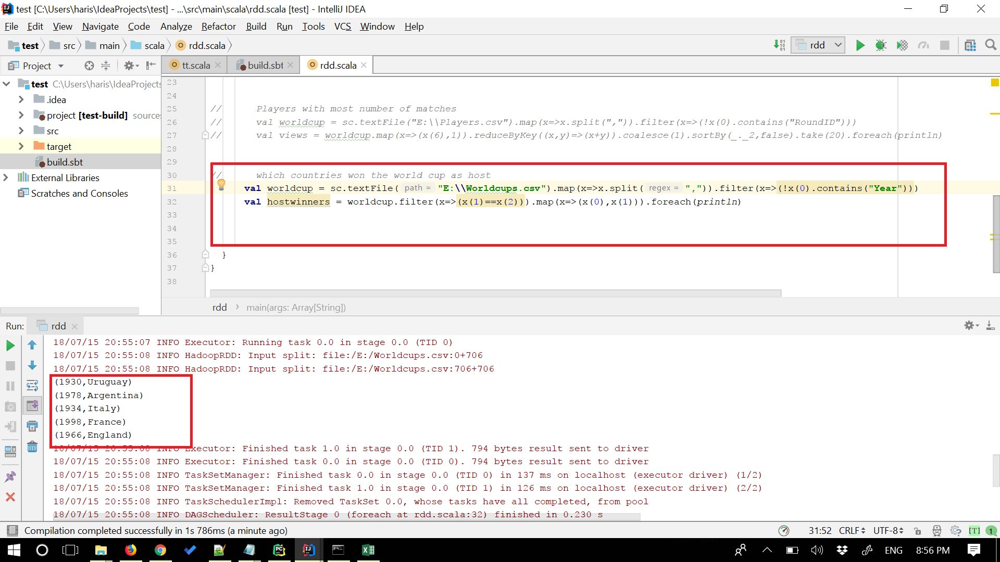 test [C:\Users\haris\IdeaProjects\test] - ...\src\main\scala\rdd.scala [test] - IntelliJ IDEA
File Edit View Navigate Code Analyze Refactor Build Run Tools VCS Window Help
test src main scala rdd.scala rdd
Project tt.scala build.sbt rdd.scala
test C:\Users\haris\IdeaProjects
.idea
project [test-build] sources
src
target
build.sbt
External Libraries
Scratches and Consoles
23
24
25 // Players with most number of matches
26 // val worldcup = sc.textFile("E:\\Players.csv").map(x=>x.split(",")).filter(x=>(!x(0).contains("RoundID")))
27 // val views = worldcup.map(x=>(x(6),1)).reduceByKey((x,y)=>(x+y)).coalesce(1).sortBy(_._2,false).take(20).foreach(println)
28
29
30 // which countries won the world cup as host
31 val worldcup = sc.textFile( path = "E:\\Worldcups.csv").map(x=>x.split( regex = ",")).filter(x=>(!x(0).contains("Year")))
32 val hostwinners = worldcup.filter(x=>(x(1)==x(2))).map(x=>(x(0),x(1))).foreach(println)
33
34
35
36 }
37 }
38
rdd main(args: Array[String])
Run: rdd
18/07/15 20:55:07 INFO Executor: Running task 0.0 in stage 0.0 (TID 0)
18/07/15 20:55:08 INFO HadoopRDD: Input split: file:/E:/Worldcups.csv:0+706
18/07/15 20:55:08 INFO HadoopRDD: Input split: file:/E:/Worldcups.csv:706+706
(1930,Uruguay)
(1978,Argentina)
(1934,Italy)
(1998,France)
(1966,England)
18/07/15 20:55:08 INFO Executor: Finished task 1.0 in stage 0.0 (TID 1). 794 bytes result sent to driver
18/07/15 20:55:08 INFO Executor: Finished task 0.0 in stage 0.0 (TID 0). 794 bytes result sent to driver
18/07/15 20:55:08 INFO TaskSetManager: Finished task 0.0 in stage 0.0 (TID 0) in 137 ms on localhost (executor driver) (1/2)
18/07/15 20:55:08 INFO TaskSetManager: Finished task 1.0 in stage 0.0 (TID 1) in 126 ms on localhost (executor driver) (2/2)
18/07/15 20:55:08 INFO TaskSchedulerImpl: Removed TaskSet 0.0, whose tasks have all completed, from pool
18/07/15 20:55:08 INFO DAGScheduler: ResultStage 0 (foreach at rdd.scala:32) finished in 0.230 s
Compilation completed successfully in 1s 786ms (a minute ago) 31:52 CRLF UTF-8 [T] 1
ENG 8:56 PM